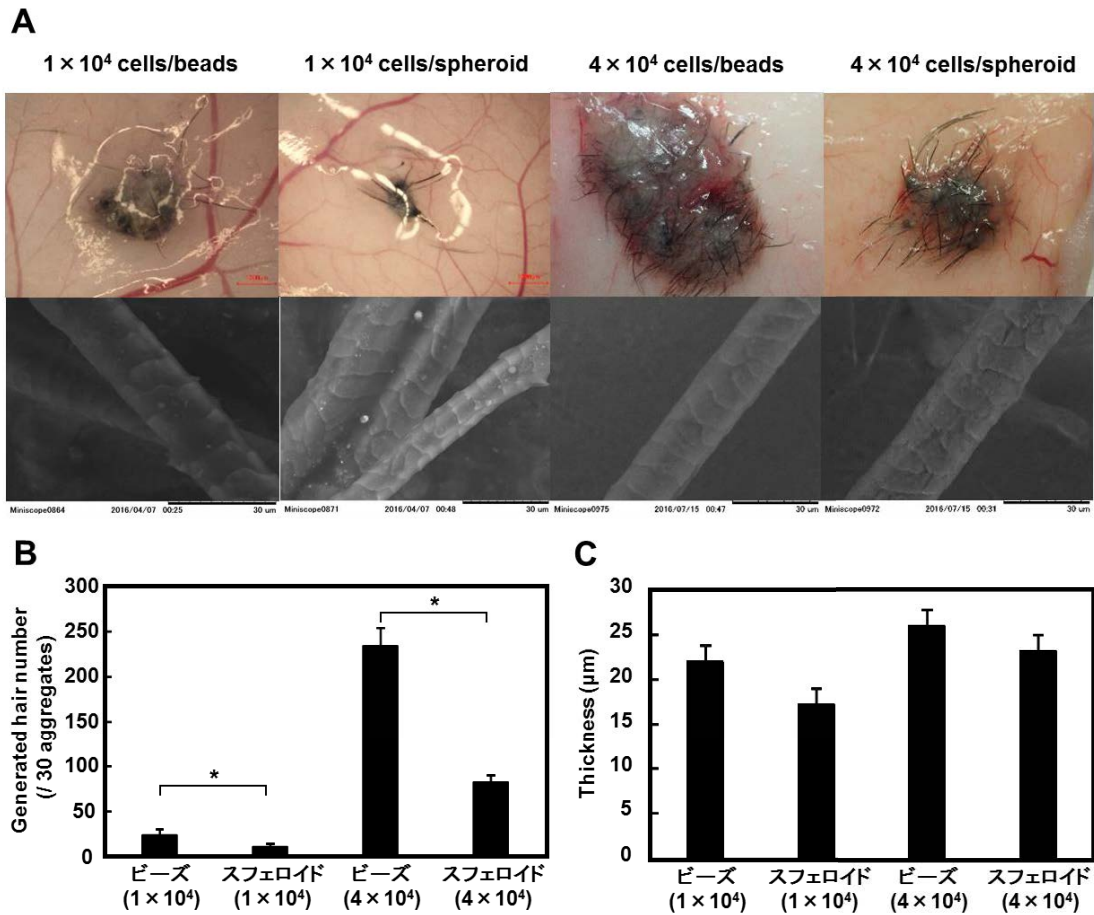 A
1×10⁴ cells/beads 1×10⁴ cells/spheroid 4×10⁴ cells/beads 4×10⁴ cells/spheroid
Miniscope0864 2016/04/07 00:25 30 um
Miniscope0871 2016/04/07 00:48 30 um
Miniscope0975 2016/07/15 00:47 30 um
Miniscope0972 2016/07/15 00:31 30 um
B
Generated hair number
(/ 30 aggregates)
300
250
200
150
100
50
0
*
*
ビーズ スフェロイド ビーズ スフェロイド
(1×10⁴) (1×10⁴) (4×10⁴) (4×10⁴)
C
Thickness (μm)
30
25
20
15
10
5
0
ビーズ スフェロイド ビーズ スフェロイド
(1×10⁴) (1×10⁴) (4×10⁴) (4×10⁴)